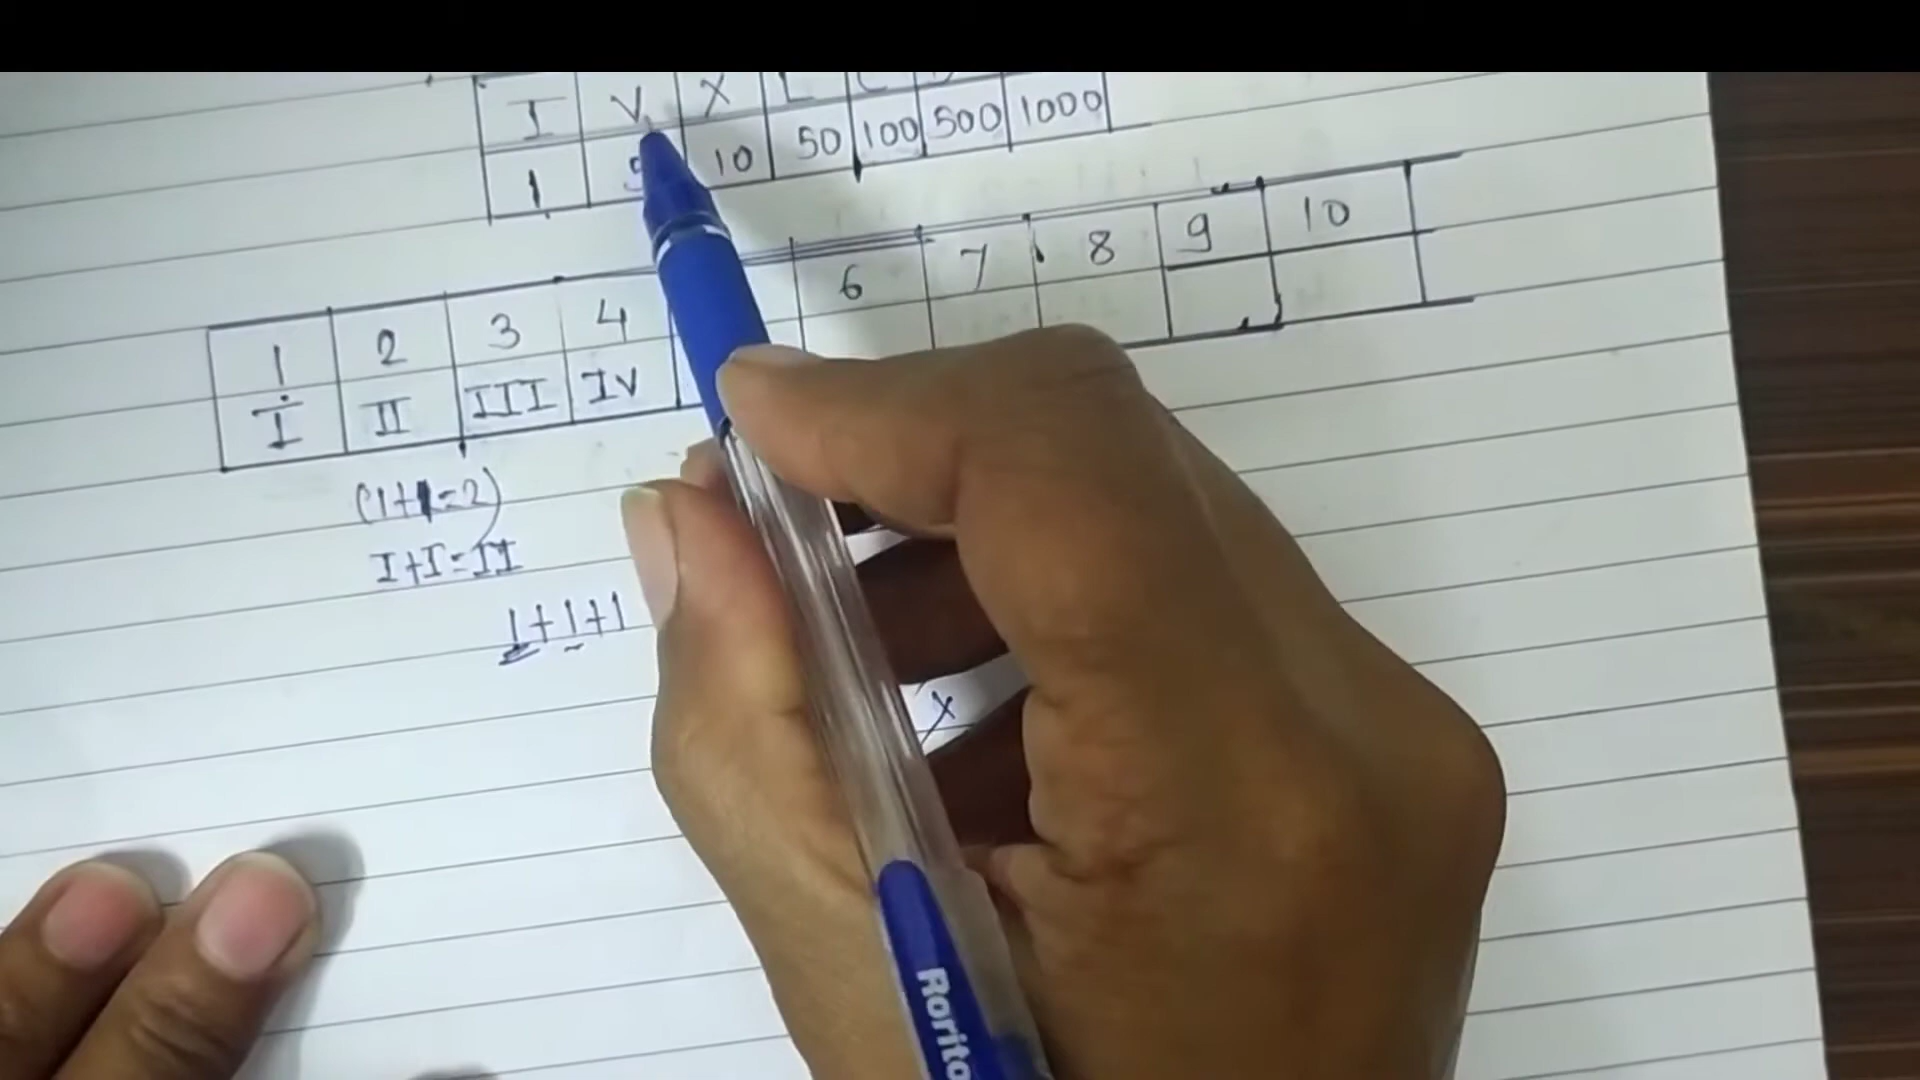 I V X L C
1 5 10 50 100 500 1000
1 2 3 4 6 7 8 9 10
I II III IV
(1+1=2)
I+I=II
1+1+1
x
Rorito